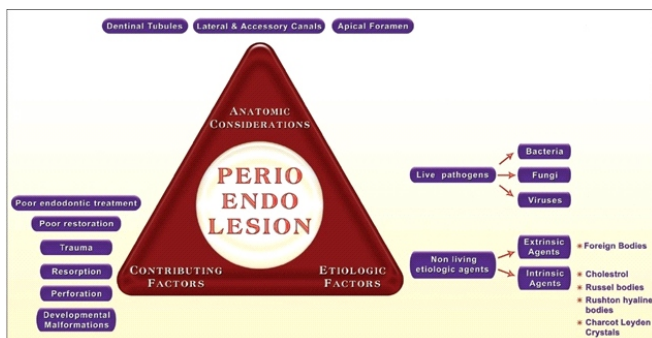 Dentinal Tubules
Lateral & Accessory Canals
Apical Foramen
ANATOMIC
CONSIDERATIONS
PERIO
ENDO
LESION
CONTRIBUTING
FACTORS
ETIOLOGIC
FACTORS
Poor endodontic treatment
Poor restoration
Trauma
Resorption
Perforation
Developmental
Malformations
Live pathogens
Bacteria
Fungi
Viruses
Non living
etiologic agents
Extrinsic
Agents
Foreign Bodies
Intrinsic
Agents
Cholestrol
Russel bodies
Rushton hyaline
bodies
Charcot Leyden
Crystals